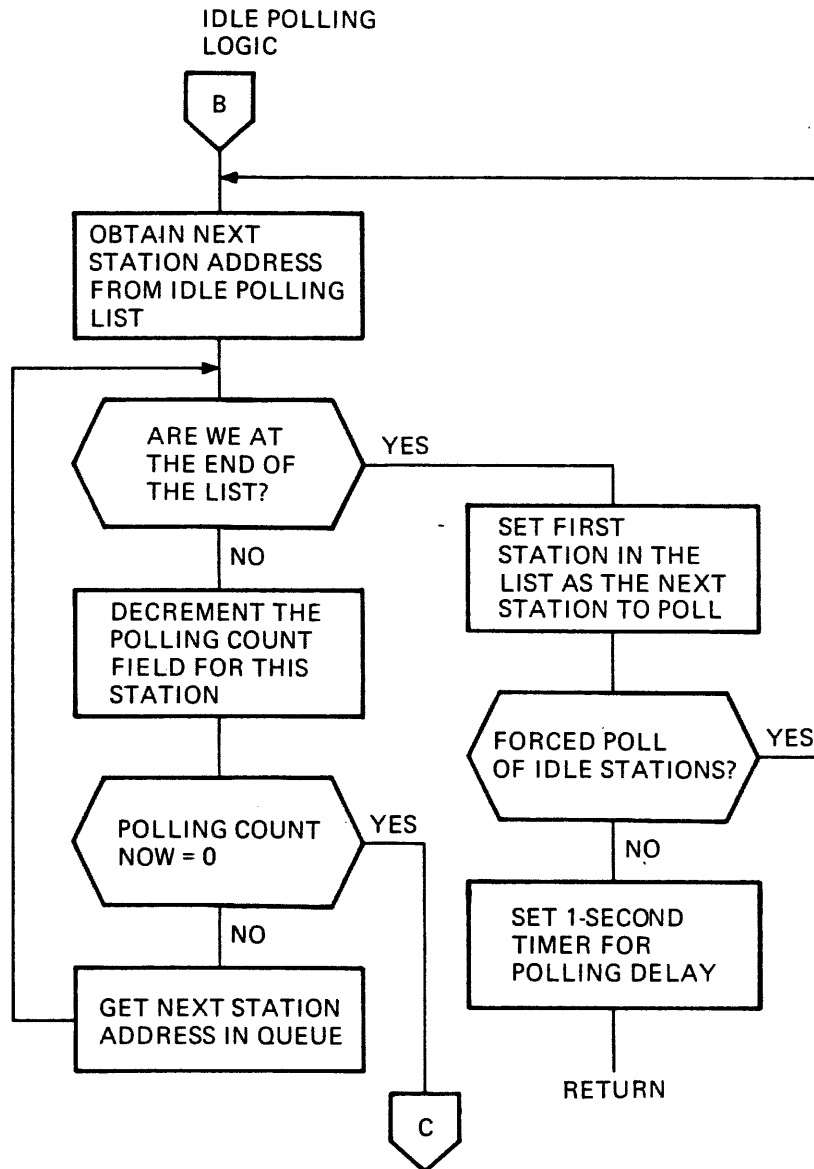 IDLE POLLING
LOGIC
B
OBTAIN NEXT
STATION ADDRESS
FROM IDLE POLLING
LIST
ARE WE AT
THE END OF
THE LIST?
YES
NO
DECREMENT THE
POLLING COUNT
FIELD FOR THIS
STATION
POLLING COUNT
NOW = 0
YES
NO
GET NEXT STATION
ADDRESS IN QUEUE
C
SET FIRST
STATION IN THE
LIST AS THE NEXT
STATION TO POLL
FORCED POLL
OF IDLE STATIONS?
YES
NO
SET 1-SECOND
TIMER FOR
POLLING DELAY
RETURN